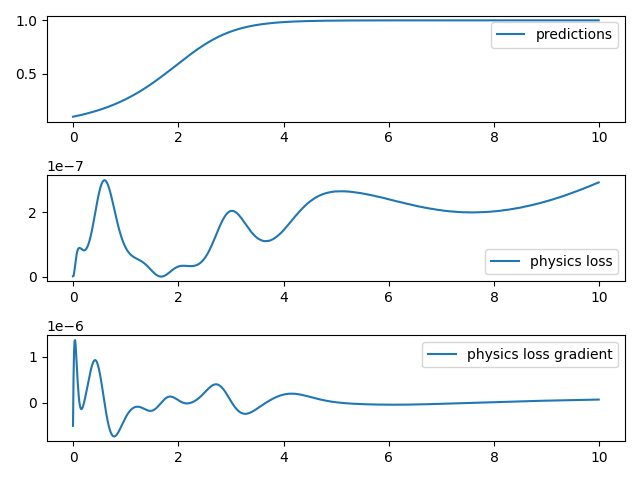 1.0
predictions
0.5
0 2 4 6 8 10
1e−7
2
physics loss
0
0 2 4 6 8 10
1e−6
physics loss gradient
1
0
0 2 4 6 8 10